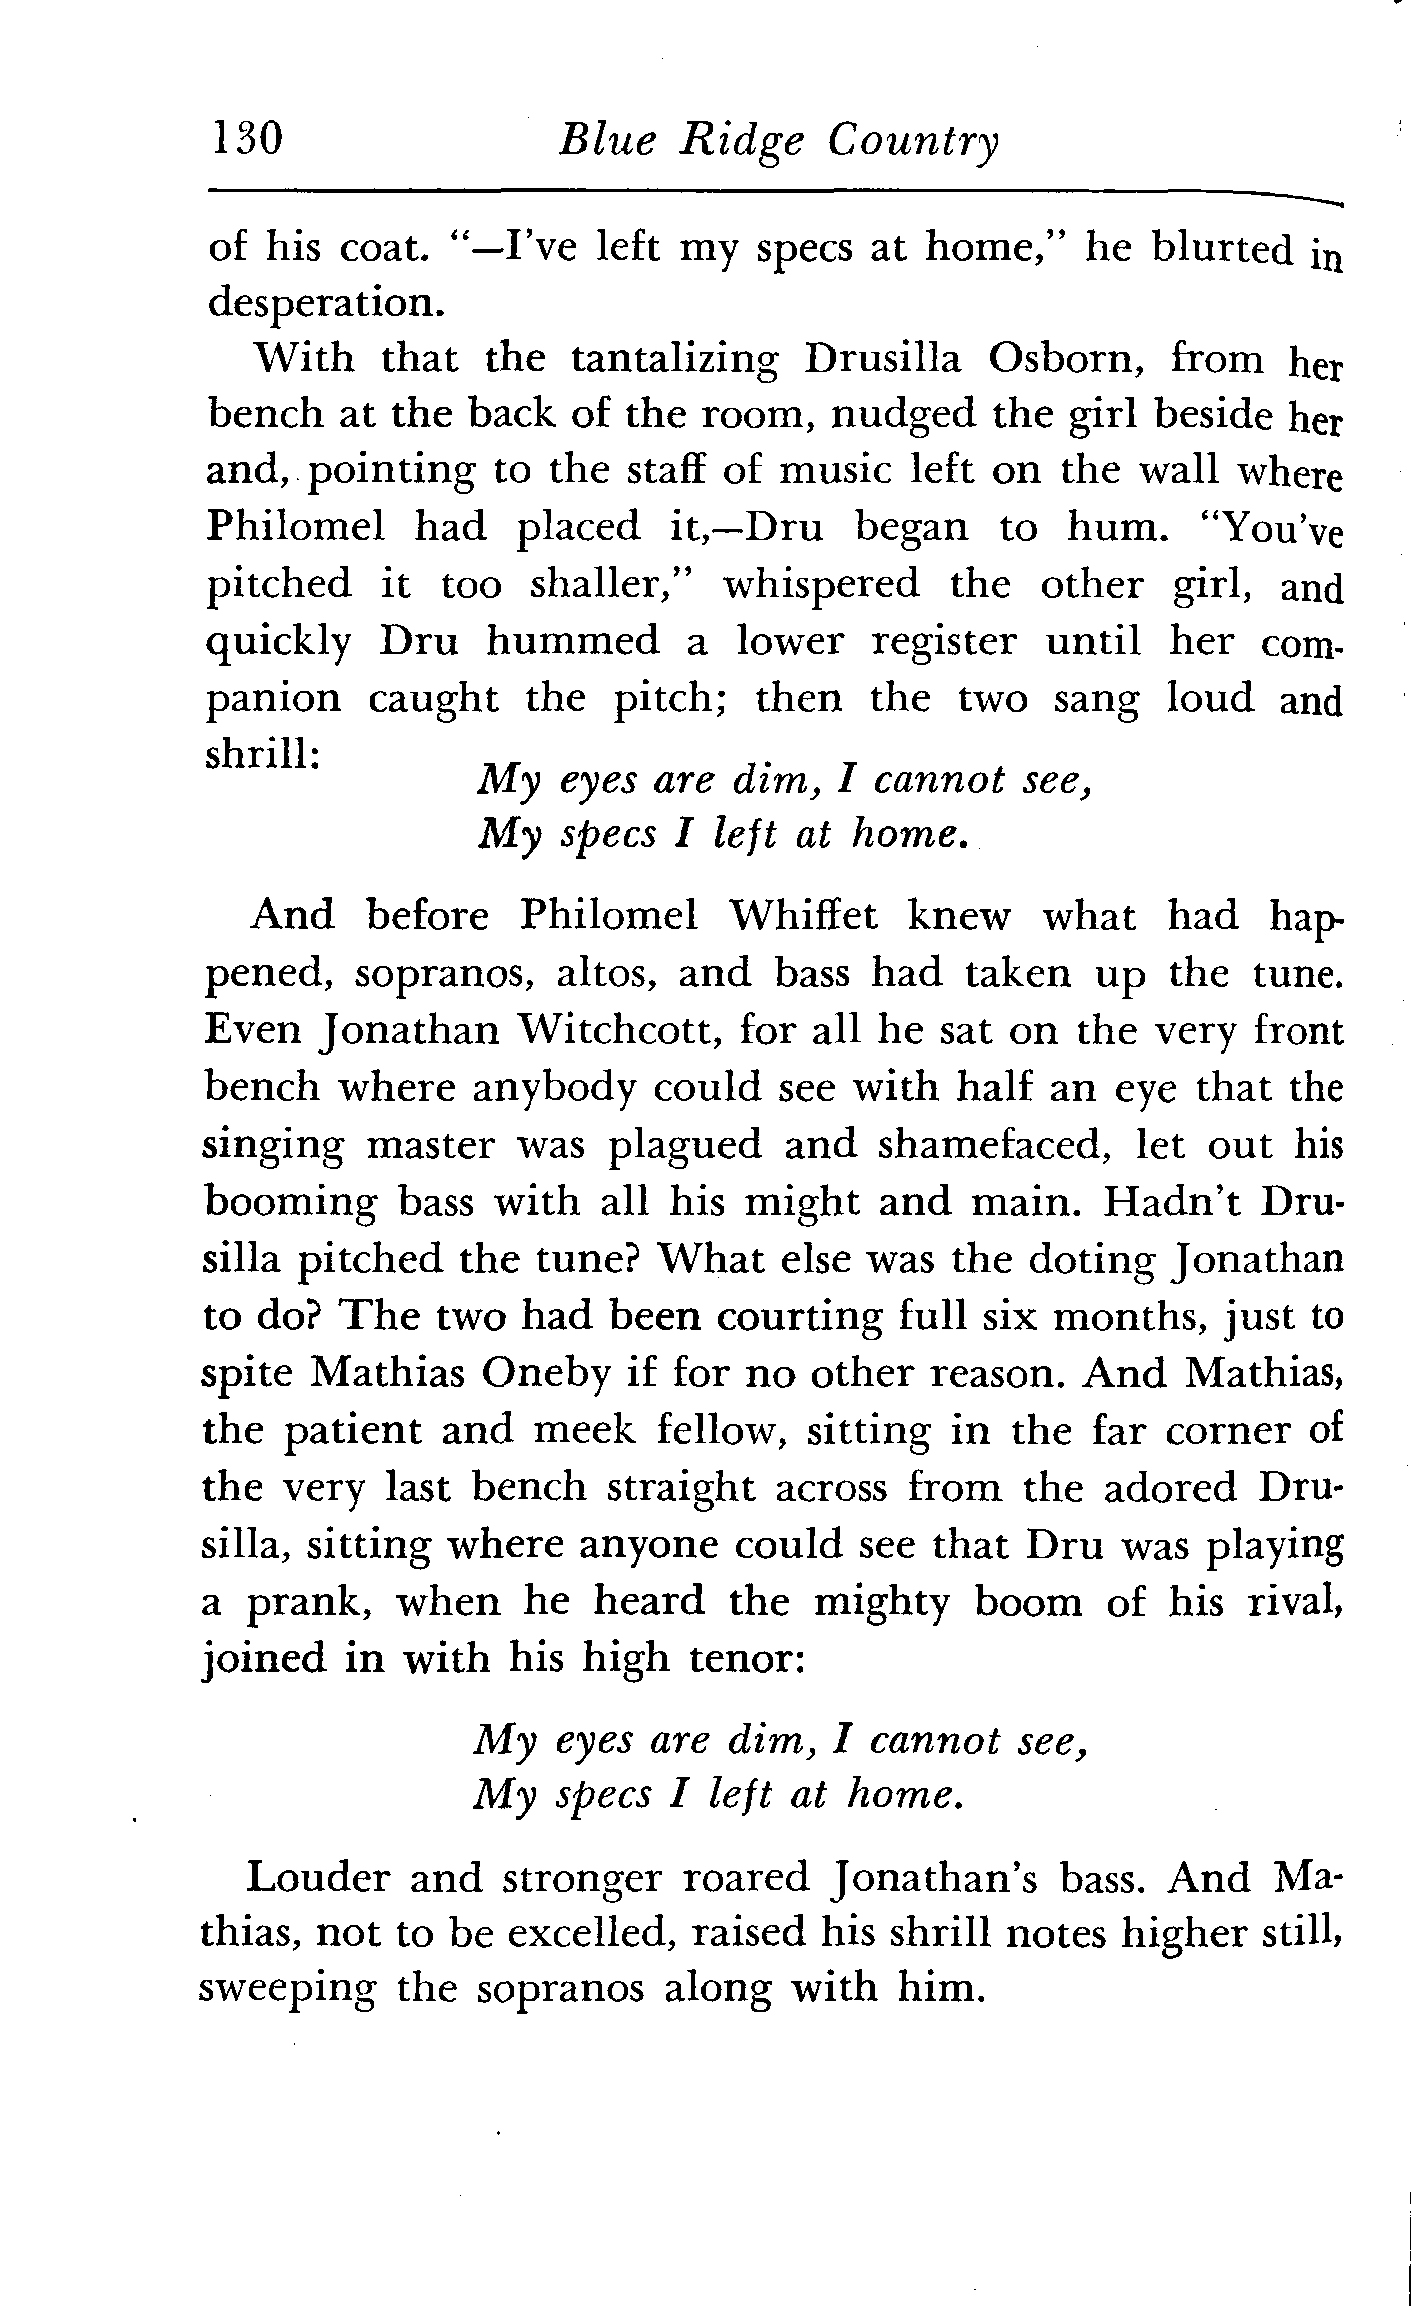 130 Blue Ridge Country
of his coat. “—I’ve left my specs at home,” he blurted in
desperation.
With that the tantalizing Drusilla Osborn, from her
bench at the back of the room, nudged the girl beside her
and, pointing to the staff of music left on the wall where
Philomel had placed it,—Dru began to hum. “You’ve
pitched it too shaller,” whispered the other girl, and
quickly Dru hummed a lower register until her com-
panion caught the pitch; then the two sang loud and
shrill:
My eyes are dim, I cannot see,
My specs I left at home.
And before Philomel Whiffet knew what had hap-
pened, sopranos, altos, and bass had taken up the tune.
Even Jonathan Witchcott, for all he sat on the very front
bench where anybody could see with half an eye that the
singing master was plagued and shamefaced, let out his
booming bass with all his might and main. Hadn’t Dru-
silla pitched the tune? What else was the doting Jonathan
to do? The two had been courting full six months, just to
spite Mathias Oneby if for no other reason. And Mathias,
the patient and meek fellow, sitting in the far corner of
the very last bench straight across from the adored Dru-
silla, sitting where anyone could see that Dru was playing
a prank, when he heard the mighty boom of his rival,
joined in with his high tenor:
My eyes are dim, I cannot see,
My specs I left at home.
Louder and stronger roared Jonathan’s bass. And Ma-
thias, not to be excelled, raised his shrill notes higher still,
sweeping the sopranos along with him.